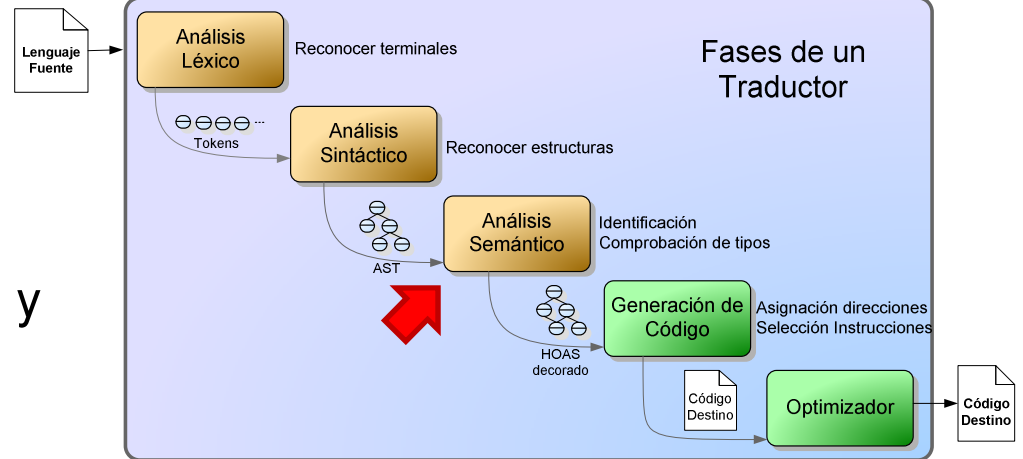 Lenguaje
Fuente
Análisis
Léxico
Reconocer terminales
Fases de un
Traductor
...
Tokens
Análisis
Sintáctico
Reconocer estructuras
AST
Análisis
Semántico
Identificación
Comprobación de tipos
y
HOAS
decorado
Generación de
Código
Asignación direcciones
Selección Instrucciones
Código
Destino
Optimizador
Código
Destino